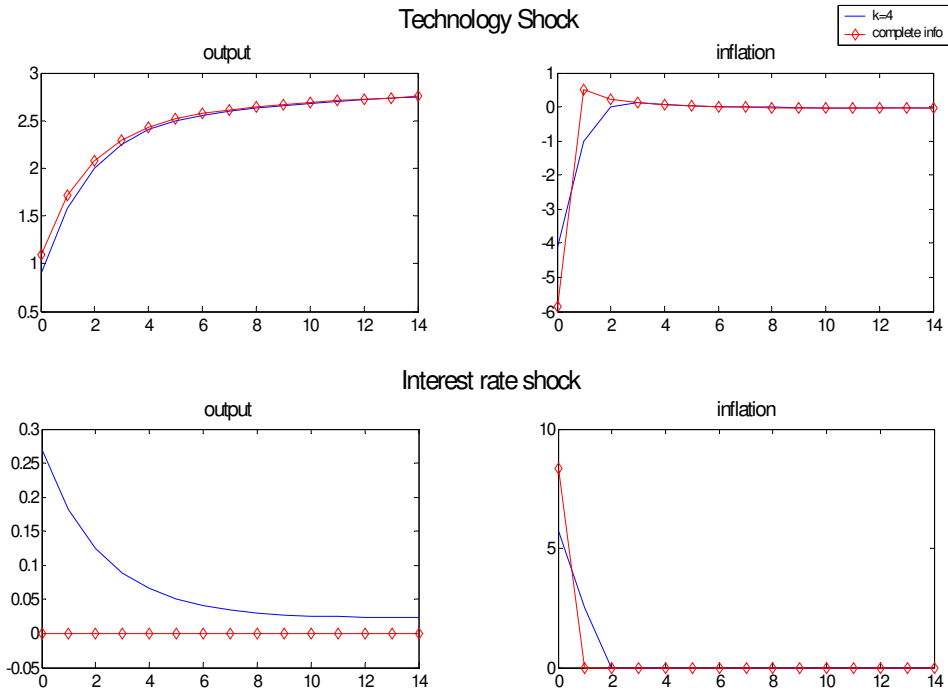 Technology Shock
k=4
complete info
output
inflation
3
2.5
2
1.5
1
0.5
0 2 4 6 8 10 12 14
1
0
-1
-2
-3
-4
-5
-6
0 2 4 6 8 10 12 14
Interest rate shock
output
inflation
0.3
0.25
0.2
0.15
0.1
0.05
0
-0.05
0 2 4 6 8 10 12 14
10
5
0
0 2 4 6 8 10 12 14